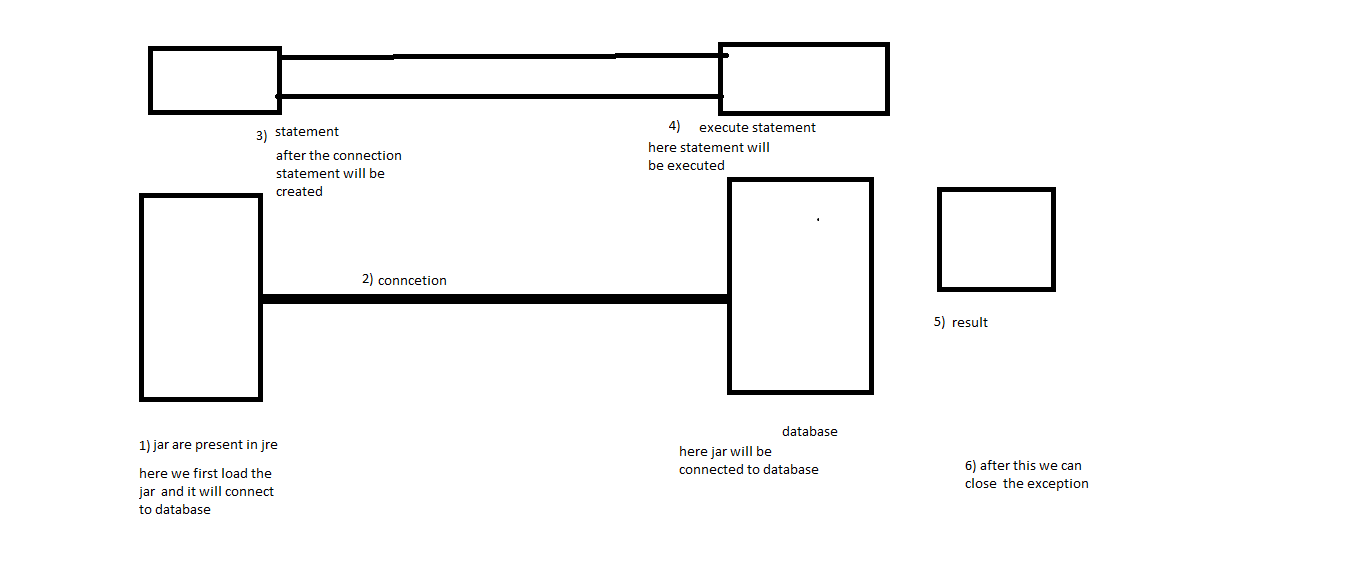 3) statement
after the connection
statement will be
created
4) execute statement
here statement will
be executed
2) conncetion
5) result
1) jar are present in jre
here we first load the
jar and it will connect
to database
database
here jar will be
connected to database
6) after this we can
close the exception